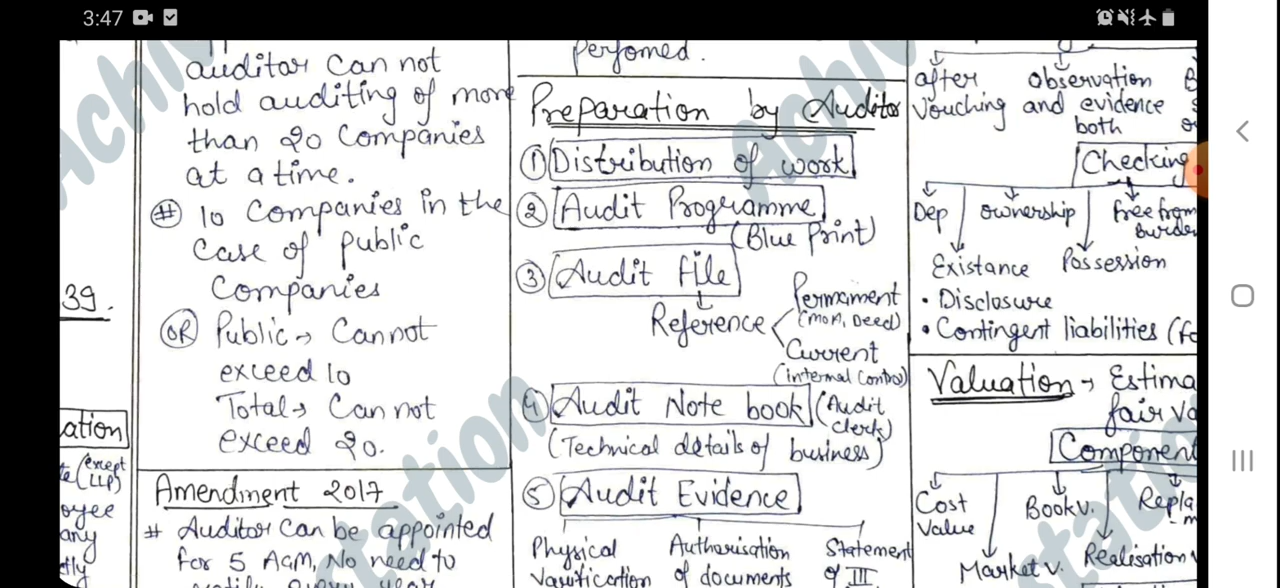 3:47
39.
ation
(except
LLP)
oyee
any
auditor can not
hold auditing of more
than 20 Companies
at a time.
# 10 Companies in the
case of public
Companies
OR Public → Cannot
exceed 10
Total → Can not
exceed 20.
Amendment 2017
# Auditor can be appointed
for 5 AGM, No need to
perfomed.
Preparation by Auditor
① Distribution of work
② Audit Programme
(Blue Print)
③ Audit file
Reference
Permament
(MOA, Deed)
Current
(internal Control)
④ Audit Note book (Audit
clerk)
(Technical details of business)
⑤ Audit Evidence
Physical
Varification
Authorisation
of documents
Statement
of III
after
vouching
observation
and evidence
both
Checking
Dep
ownership
free from
burden
Existance
Possession
• Disclosure
• Contingent liabilities
Valuation → Estima
fair va
Component
Cost
Value
Book v.
Repla
Market v.
Realisation v
Achiv
Achiv
tation
tation